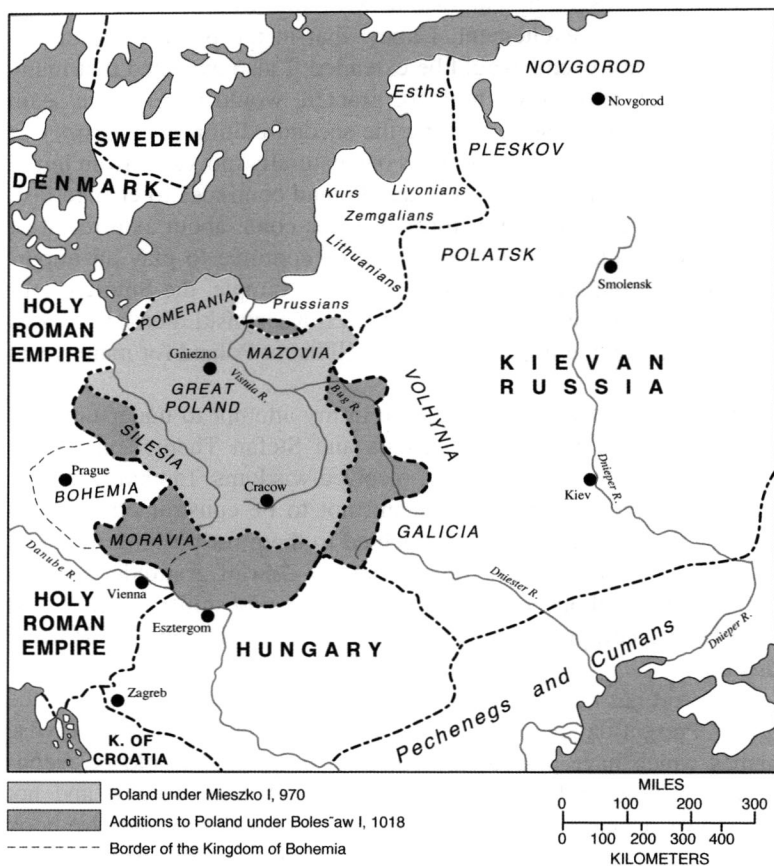 NOVGOROD
Esths
Novgorod
SWEDEN
PLESKOV
DENMARK
Kurs
Livonians
Zemgalians
Lithuanians
POLATSK
Smolensk
HOLY
ROMAN
EMPIRE
POMERANIA
Prussians
Gniezno
MAZOVIA
KIEVAN
RUSSIA
GREAT
POLAND
Vistula R.
Bug R.
VOLHYNIA
SILESIA
Prague
BOHEMIA
Cracow
Dnieper R.
Kiev
MORAVIA
GALICIA
Danube R.
Vienna
Dniester R.
HOLY
ROMAN
EMPIRE
Esztergom
HUNGARY
Dnieper R.
Pechenegs and Cumans
Zagreb
K. OF
CROATIA
Poland under Mieszko I, 970
Additions to Poland under Boles˜aw I, 1018
Border of the Kingdom of Bohemia
MILES
0 100 200 300
0 100 200 300 400
KILOMETERS